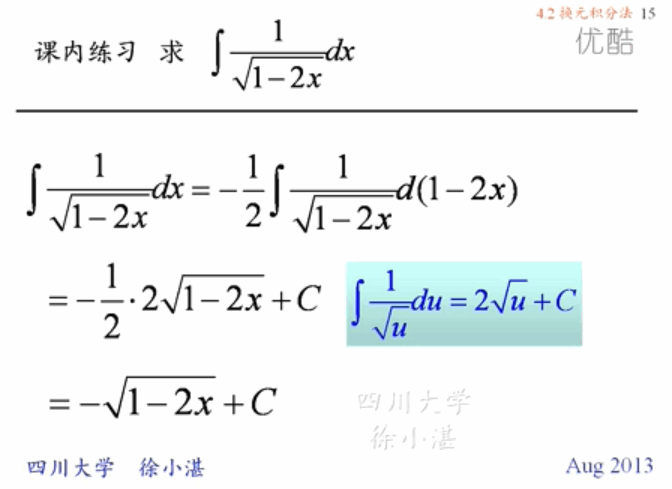 4.2 换元积分法 15
优酷
课内练习 求 ∫ 1/√(1−2x) dx
∫ 1/√(1−2x) dx = −1/2 ∫ 1/√(1−2x) d(1−2x)
= −1/2 · 2√(1−2x) + C ∫ 1/√u du = 2√u + C
= −√(1−2x) + C
四川大学
徐小湛
四川大学 徐小湛 Aug 2013